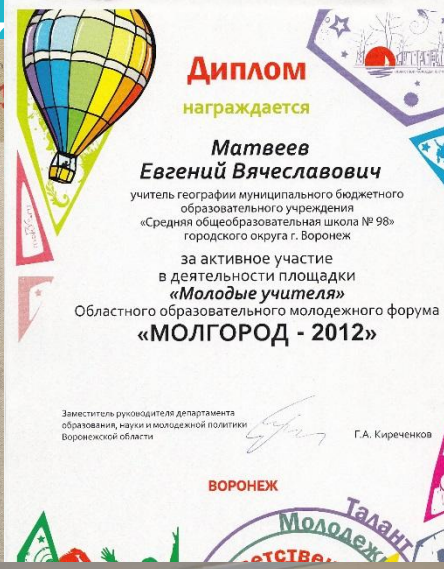 Диплом
награждается
Матвеев
Евгений Вячеславович
учитель географии муниципального бюджетного
образовательного учреждения
«Средняя общеобразовательная школа № 98»
городского округа г. Воронеж
за активное участие
в деятельности площадки
«Молодые учителя»
Областного образовательного молодежного форума
«МОЛГОРОД - 2012»
Заместитель руководителя департамента
образования, науки и молодежной политики
Воронежской области
Г.А. Киреченков
ВОРОНЕЖ
Талант
Молодеж
етствен